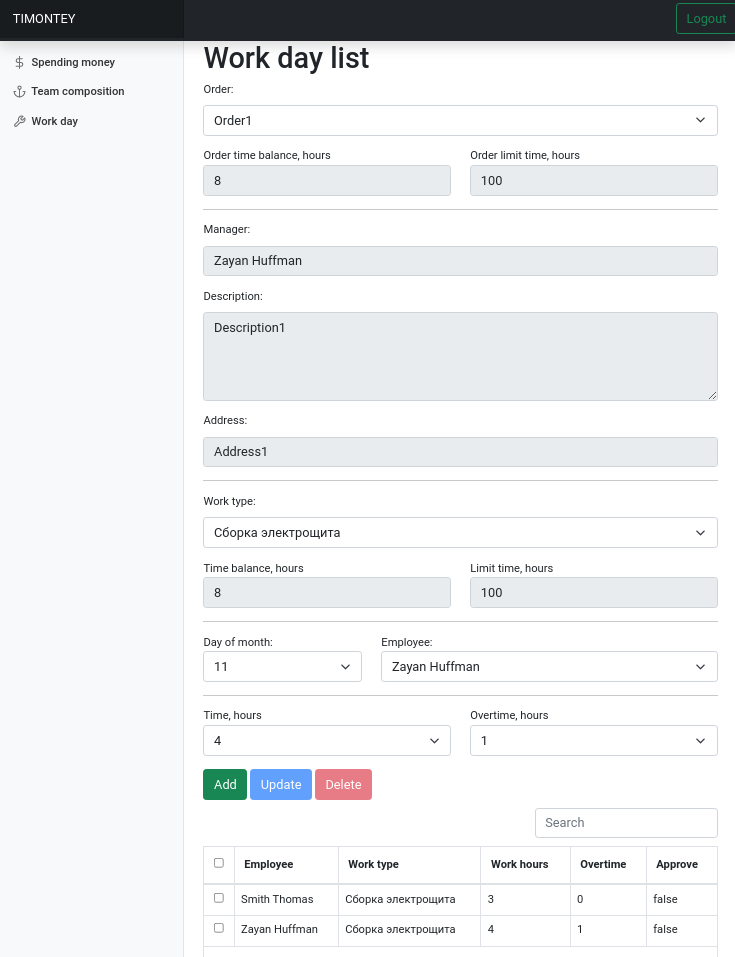 TIMONTEY
Logout
Spending money
Team composition
Work day
Work day list
Order:
Order1
Order time balance, hours
Order limit time, hours
8
100
Manager:
Zayan Huffman
Description:
Description1
Address:
Address1
Work type:
Сборка электрощита
Time balance, hours
Limit time, hours
8
100
Day of month:
Employee:
11
Zayan Huffman
Time, hours
Overtime, hours
4
1
Add Update Delete
Search
Employee Work type Work hours Overtime Approve
Smith Thomas Сборка электрощита 3 0 false
Zayan Huffman Сборка электрощита 4 1 false